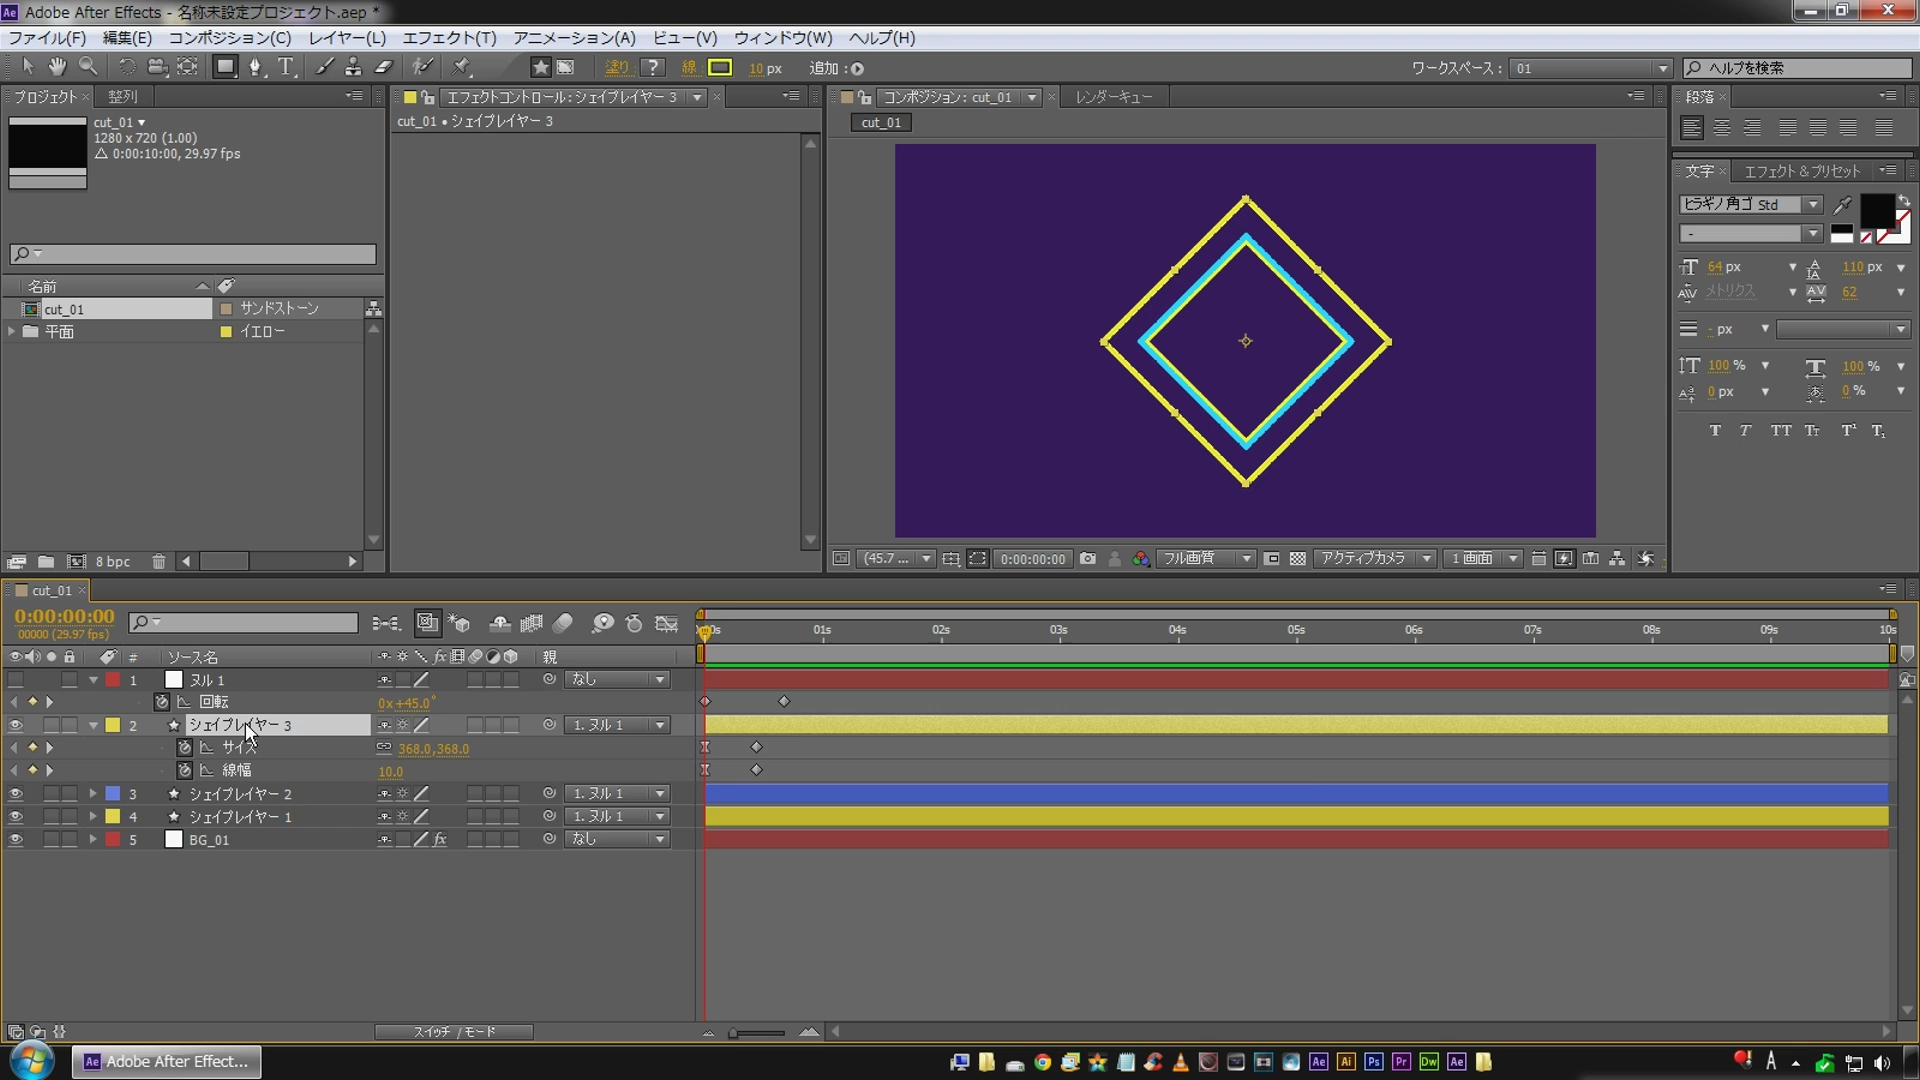 Adobe After Effects - 名称未設定プロジェクト.aep *
ファイル(F) 編集(E) コンポジション(C) レイヤー(L) エフェクト(T) アニメーション(A) ビュー(V) ウィンドウ(W) ヘルプ(H)
塗り ? 線 10 px 追加: ワークスペース: 01 ヘルプを検索
プロジェクト 整列
cut_01
1280 x 720 (1.00)
Δ 0:00:10:00, 29.97 fps
名前
cut_01 サンドストーン
平面 イエロー
8 bpc
エフェクトコントロール: シェイプレイヤー 3
cut_01 • シェイプレイヤー 3
コンポジション: cut_01 レンダーキュー
cut_01
(45.7 ... 0:00:00:00 フル画質 アクティブカメラ 1 画面
段落
文字 エフェクト＆プリセット
ヒラギノ角ゴ Std
-
64 px 110 px
メトリクス 62
- px
100 % 100 %
0 px 0 %
T T TT Tr T¹ T₁
cut_01
0:00:00:00
00000 (29.97 fps)
01s 02s 03s 04s 05s 06s 07s 08s 09s 10s
# ソース名 fx 親
1 ヌル 1 なし
回転 0x+45.0°
2 シェイプレイヤー 3 1. ヌル 1
サイズ 368.0,368.0
線幅 10.0
3 シェイプレイヤー 2 1. ヌル 1
4 シェイプレイヤー 1 1. ヌル 1
5 BG_01 fx なし
スイッチ / モード
Ae Adobe After Effect... Ae Ai Ps Pr Dw Ae A